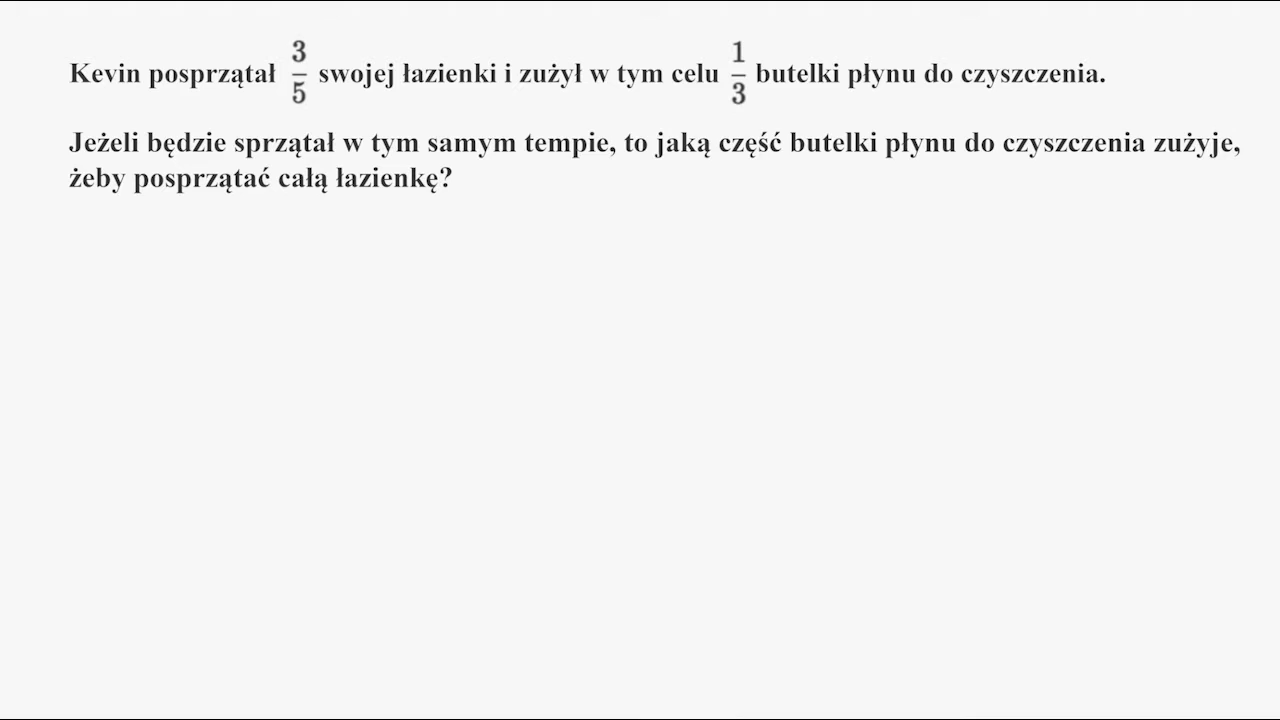 Kevin posprzątał 3/5 swojej łazienki i zużył w tym celu 1/3 butelki płynu do czyszczenia.
Jeżeli będzie sprzątał w tym samym tempie, to jaką część butelki płynu do czyszczenia zużyje,
żeby posprzątać całą łazienkę?